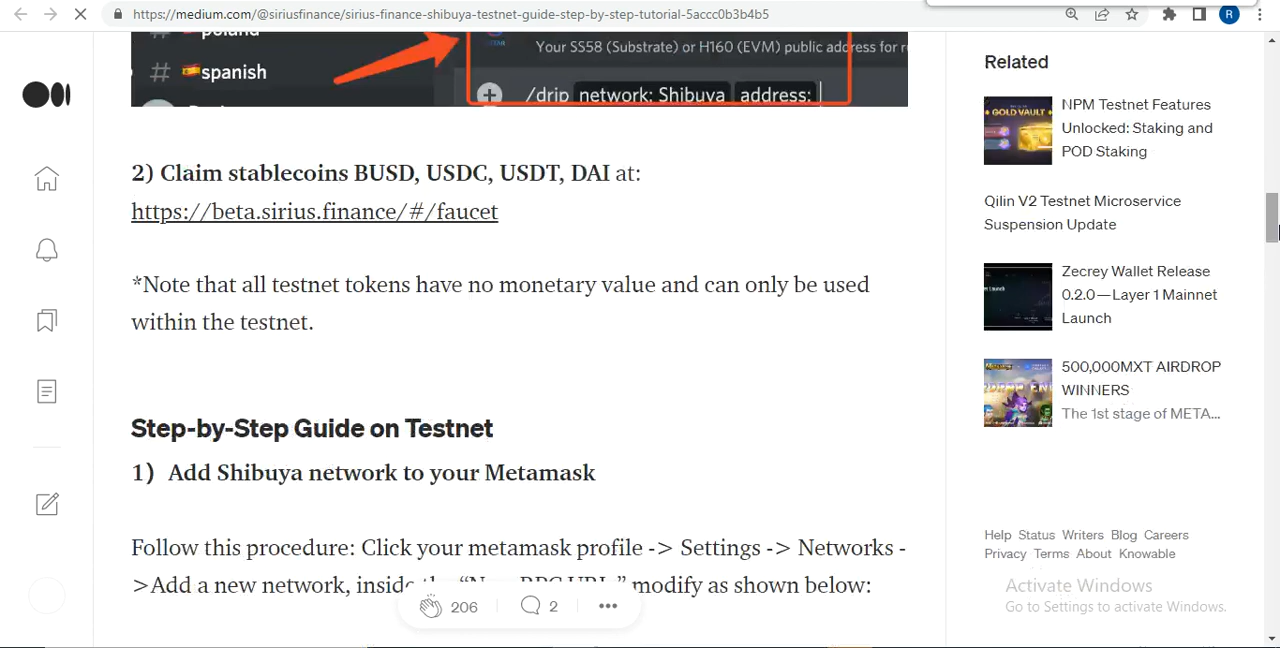 https://medium.com/@siriusfinance/sirius-finance-shibuya-testnet-guide-step-by-step-tutorial-5accc0b3b4b5
R
# poland
# spanish
Your SS58 (Substrate) or H160 (EVM) public address for
/drip network: Shibuya address:
2) Claim stablecoins BUSD, USDC, USDT, DAI at:
https://beta.sirius.finance/#/faucet
*Note that all testnet tokens have no monetary value and can only be used
within the testnet.
Step-by-Step Guide on Testnet
1) Add Shibuya network to your Metamask
Follow this procedure: Click your metamask profile -> Settings -> Networks -
>Add a new network, inside the “New RPC URL” modify as shown below:
206
2
Related
GOLD VAULT
NPM Testnet Features
Unlocked: Staking and
POD Staking
Qilin V2 Testnet Microservice
Suspension Update
Zecrey Wallet Release
0.2.0—Layer 1 Mainnet
Launch
500,000MXT AIRDROP
WINNERS
The 1st stage of META...
Help Status Writers Blog Careers
Privacy Terms About Knowable
Activate Windows
Go to Settings to activate Windows.